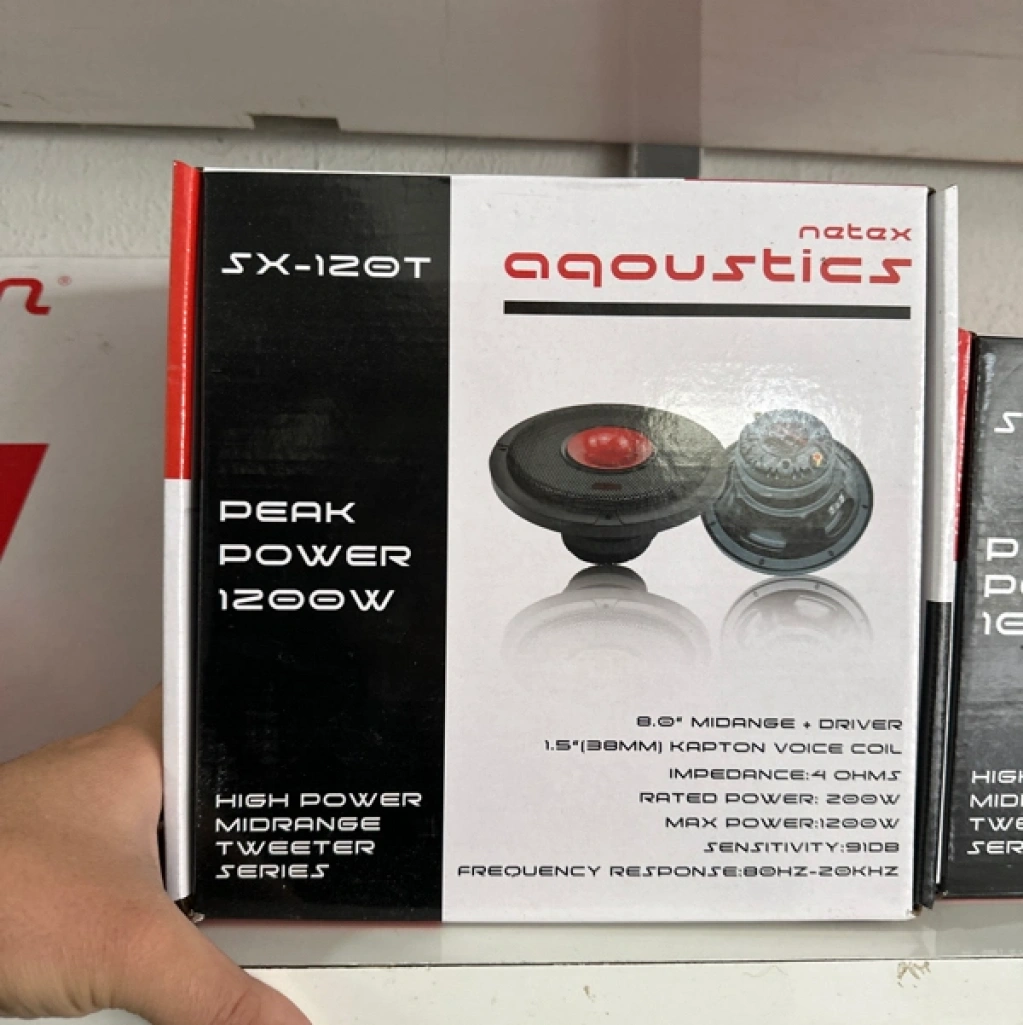 SX-120T
netex
aqoustics
PEAK
POWER
1200W
8.0" MIDANGE + DRIVER
1.5"(38MM) KAPTON VOICE COIL
IMPEDANCE:4 OHMS
RATED POWER: 200W
MAX POWER:1200W
SENSITIVITY:91DB
FREQUENCY RESPONSE:80HZ-20KHZ
HIGH POWER
MIDRANGE
TWEETER
SERIES